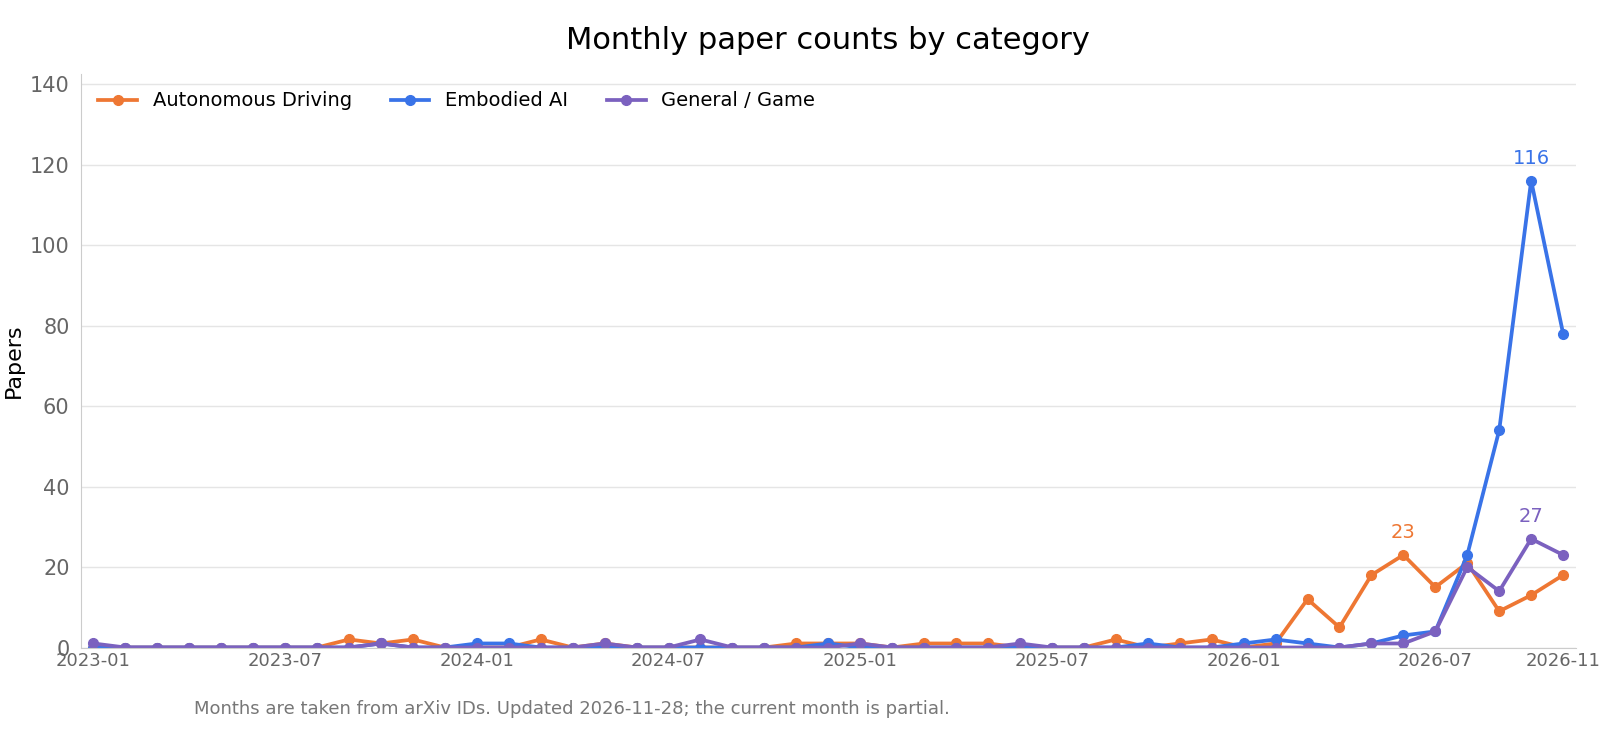 Monthly paper counts by category
Autonomous Driving Embodied AI General / Game
Papers
140
120
100
80
60
40
20
0
116
27
23
2023-01 2023-07 2024-01 2024-07 2025-01 2025-07 2026-01 2026-07 2026-11
Months are taken from arXiv IDs. Updated 2026-11-28; the current month is partial.